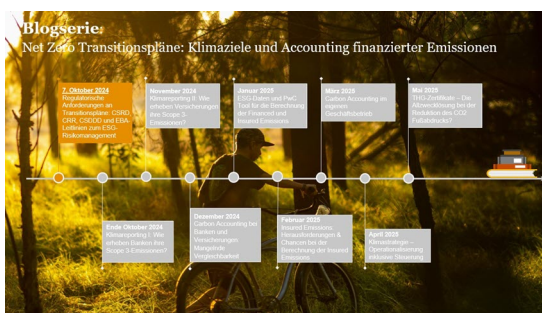 Blogserie:
Net Zero Transitionspläne: Klimaziele und Accounting finanzierter Emissionen
7. Oktober 2024
Regulatorische
Anforderungen an
Transitionspläne: CSRD,
CRR, CSDDD und EBA-
Leitlinien zum ESG-
Risikomanagement
Ende Oktober 2024
Klimareporting I: Wie
erheben Banken ihre
Scope 3-Emissionen?
November 2024
Klimareporting II: Wie
erheben Versicherungen
ihre Scope 3-
Emissionen?
Dezember 2024
Carbon Accounting bei
Banken und
Versicherungen:
Mangelnde
Vergleichbarkeit
Januar 2025
ESG-Daten und PwC
Tool für die Berechnung
der Financed und
Insured Emissions
Februar 2025
Insured Emissions:
Herausforderungen &
Chancen bei der
Berechnung der Insured
Emissions
März 2025
Carbon Accounting im
eigenen
Geschäftsbetrieb
April 2025
Klimastrategie –
Operationalisierung
inklusive Steuerung
Mai 2025
THG-Zertifikate – Die
Allzwecklösung bei der
Reduktion des CO2
Fußabdrucks?